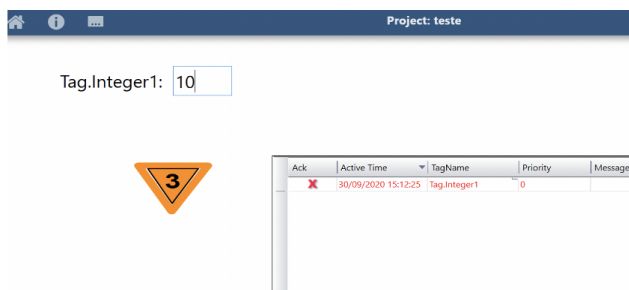 Project: teste
Tag.Integer1: 10
3
Ack Active Time TagName Priority Message
30/09/2020 15:12:25 Tag.Integer1 0